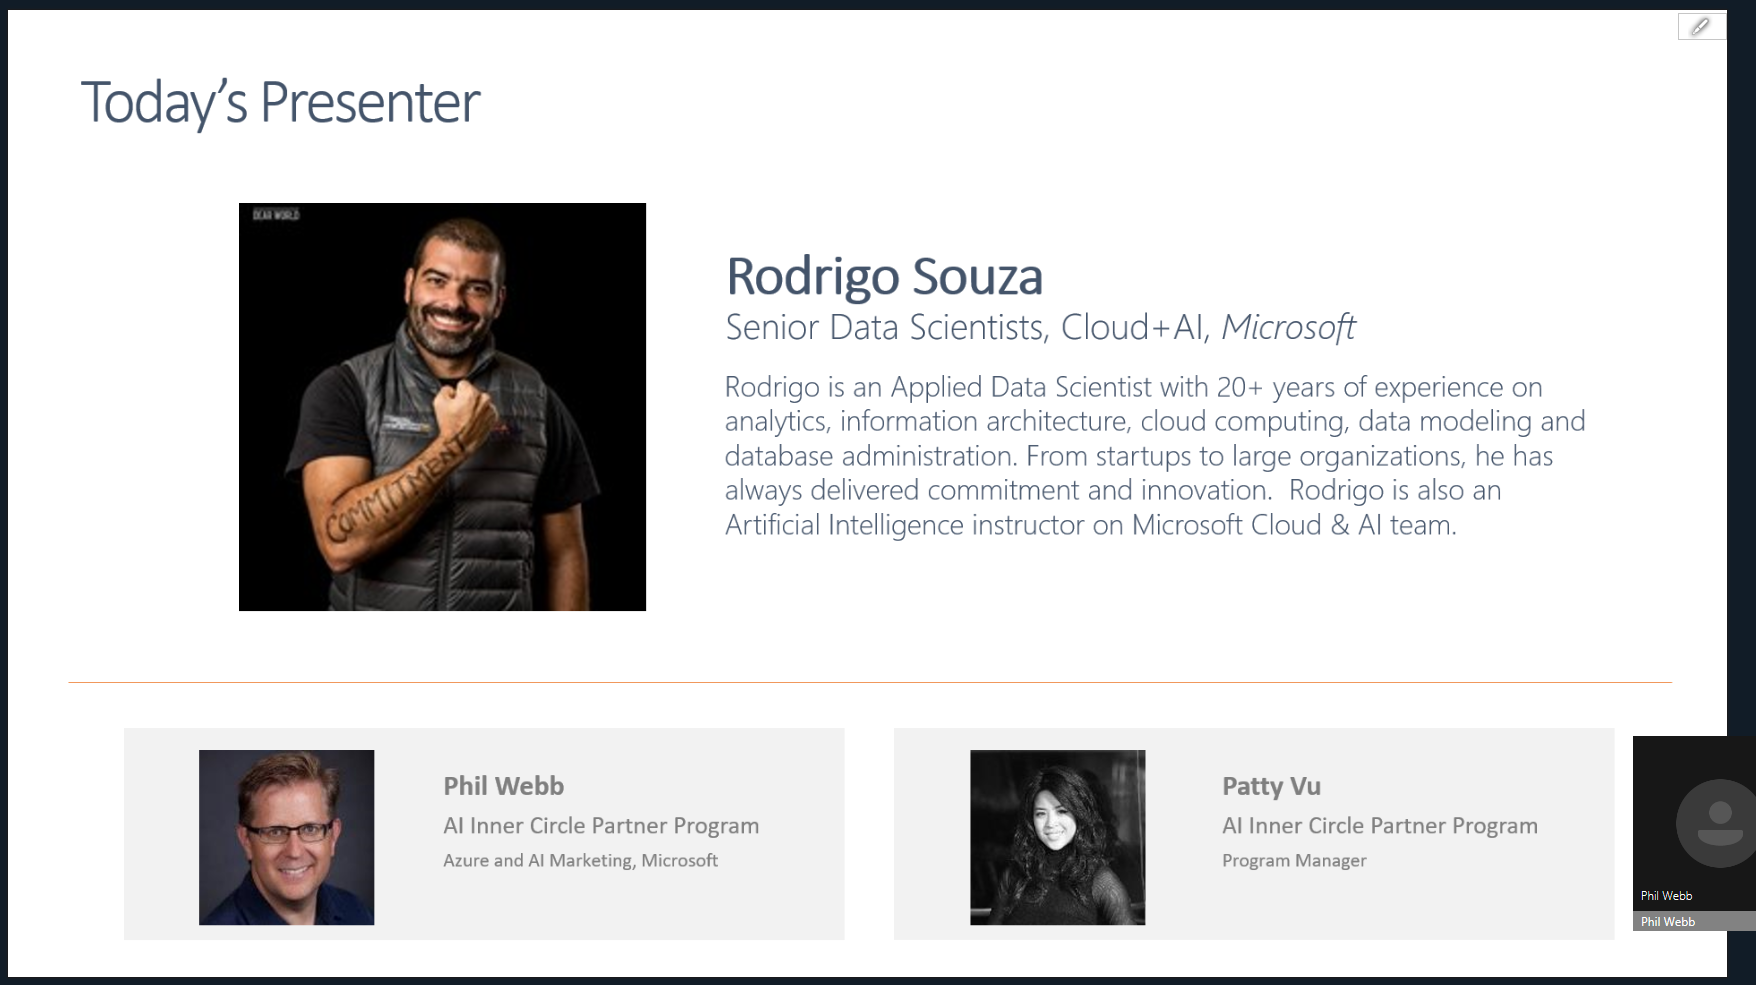 Today's Presenter
DEAR WORLD
COMMITMENT
Rodrigo Souza
Senior Data Scientists, Cloud+AI, Microsoft
Rodrigo is an Applied Data Scientist with 20+ years of experience on
analytics, information architecture, cloud computing, data modeling and
database administration. From startups to large organizations, he has
always delivered commitment and innovation.  Rodrigo is also an
Artificial Intelligence instructor on Microsoft Cloud & AI team.
Phil Webb
AI Inner Circle Partner Program
Azure and AI Marketing, Microsoft
Patty Vu
AI Inner Circle Partner Program
Program Manager
Phil Webb
Phil Webb